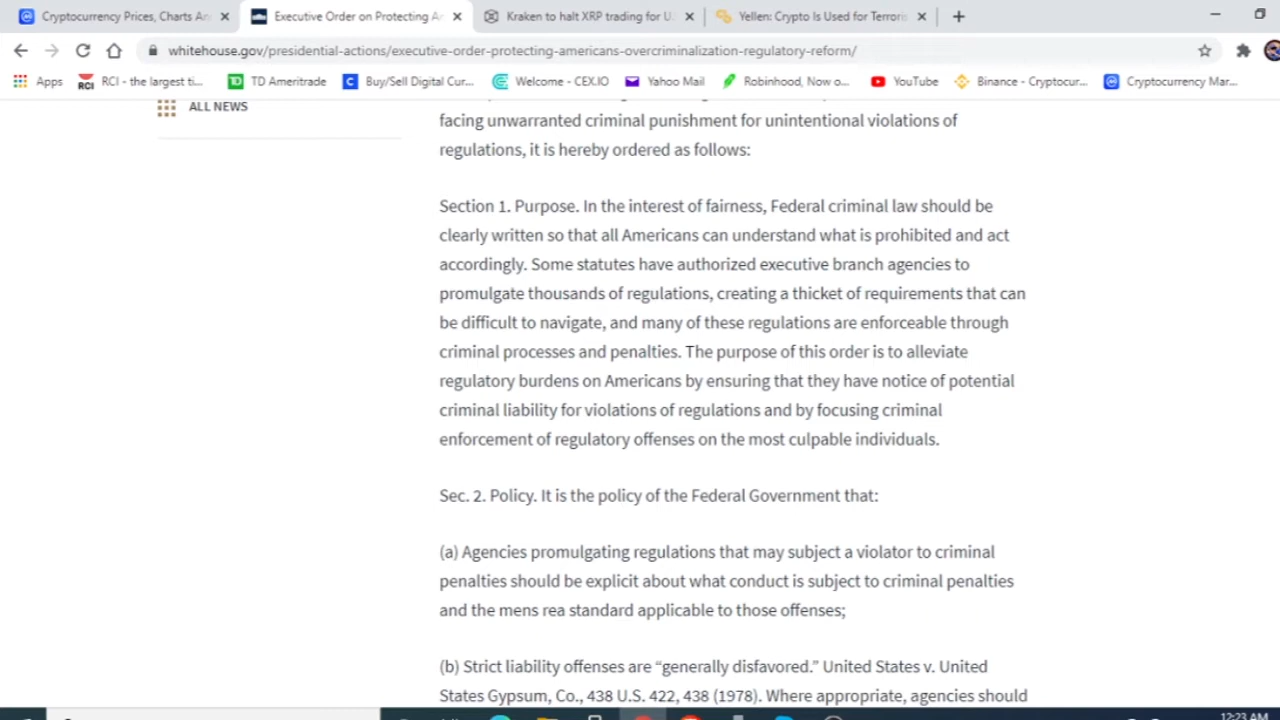 Cryptocurrency Prices, Charts An
Executive Order on Protecting Ar
Kraken to halt XRP trading for U
Yellen: Crypto Is Used for Terroris
whitehouse.gov/presidential-actions/executive-order-protecting-americans-overcriminalization-regulatory-reform/
Apps
RCI - the largest ti...
TD Ameritrade
Buy/Sell Digital Cur...
Welcome - CEX.IO
Yahoo Mail
Robinhood, Now o...
YouTube
Binance - Cryptocur...
Cryptocurrency Mar...
ALL NEWS
facing unwarranted criminal punishment for unintentional violations of
regulations, it is hereby ordered as follows:
Section 1. Purpose. In the interest of fairness, Federal criminal law should be
clearly written so that all Americans can understand what is prohibited and act
accordingly. Some statutes have authorized executive branch agencies to
promulgate thousands of regulations, creating a thicket of requirements that can
be difficult to navigate, and many of these regulations are enforceable through
criminal processes and penalties. The purpose of this order is to alleviate
regulatory burdens on Americans by ensuring that they have notice of potential
criminal liability for violations of regulations and by focusing criminal
enforcement of regulatory offenses on the most culpable individuals.
Sec. 2. Policy. It is the policy of the Federal Government that:
(a) Agencies promulgating regulations that may subject a violator to criminal
penalties should be explicit about what conduct is subject to criminal penalties
and the mens rea standard applicable to those offenses;
(b) Strict liability offenses are “generally disfavored.” United States v. United
States Gypsum, Co., 438 U.S. 422, 438 (1978). Where appropriate, agencies should
12:23 AM